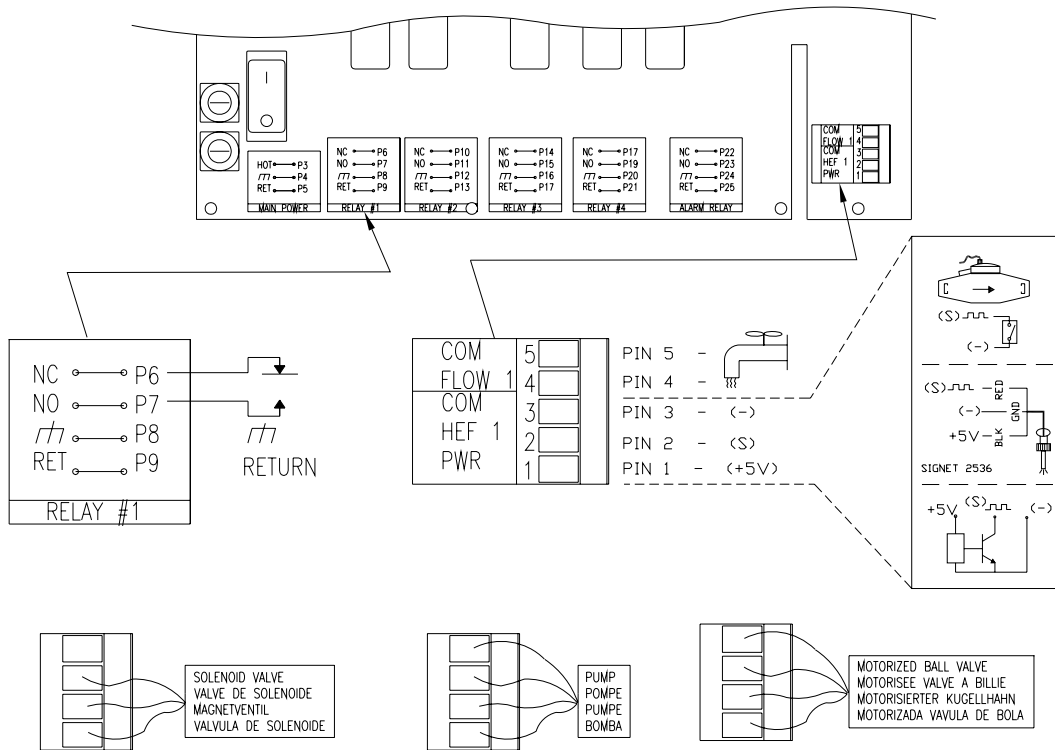 HOT P3
P4
RET P5
MAIN POWER
NC P6
NO P7
P8
RET P9
RELAY #1
NC P10
NO P11
P12
RET P13
RELAY #2
NC P14
NO P15
P16
RET P17
RELAY #3
NC P17
NO P19
P20
RET P21
RELAY #4
NC P22
NO P23
P24
RET P25
ALARM RELAY
COM 5
FLOW 1 4
COM 3
HEF 1 2
PWR 1
NC P6
NO P7
P8
RET P9
RELAY #1
RETURN
COM 5
FLOW 1 4
COM 3
HEF 1 2
PWR 1
PIN 5 -
PIN 4 -
PIN 3 - (-)
PIN 2 - (S)
PIN 1 - (+5V)
(S)
(-)
(S) RED
(-) GND
+5V BLK
SIGNET 2536
+5V (S) (-)
SOLENOID VALVE
VALVE DE SOLENOIDE
MAGNETVENTIL
VALVULA DE SOLENOIDE
PUMP
POMPE
PUMPE
BOMBA
MOTORIZED BALL VALVE
MOTORISEE VALVE A BILLIE
MOTORISIERTER KUGELLHAHN
MOTORIZADA VAVULA DE BOLA